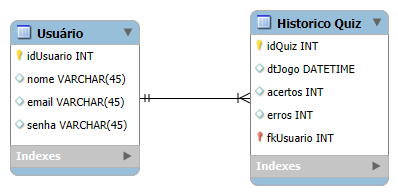 Usuário
idUsuario INT
nome VARCHAR(45)
email VARCHAR(45)
senha VARCHAR(45)
Indexes
Historico Quiz
idQuiz INT
dtJogo DATETIME
acertos INT
erros INT
fkUsuario INT
Indexes